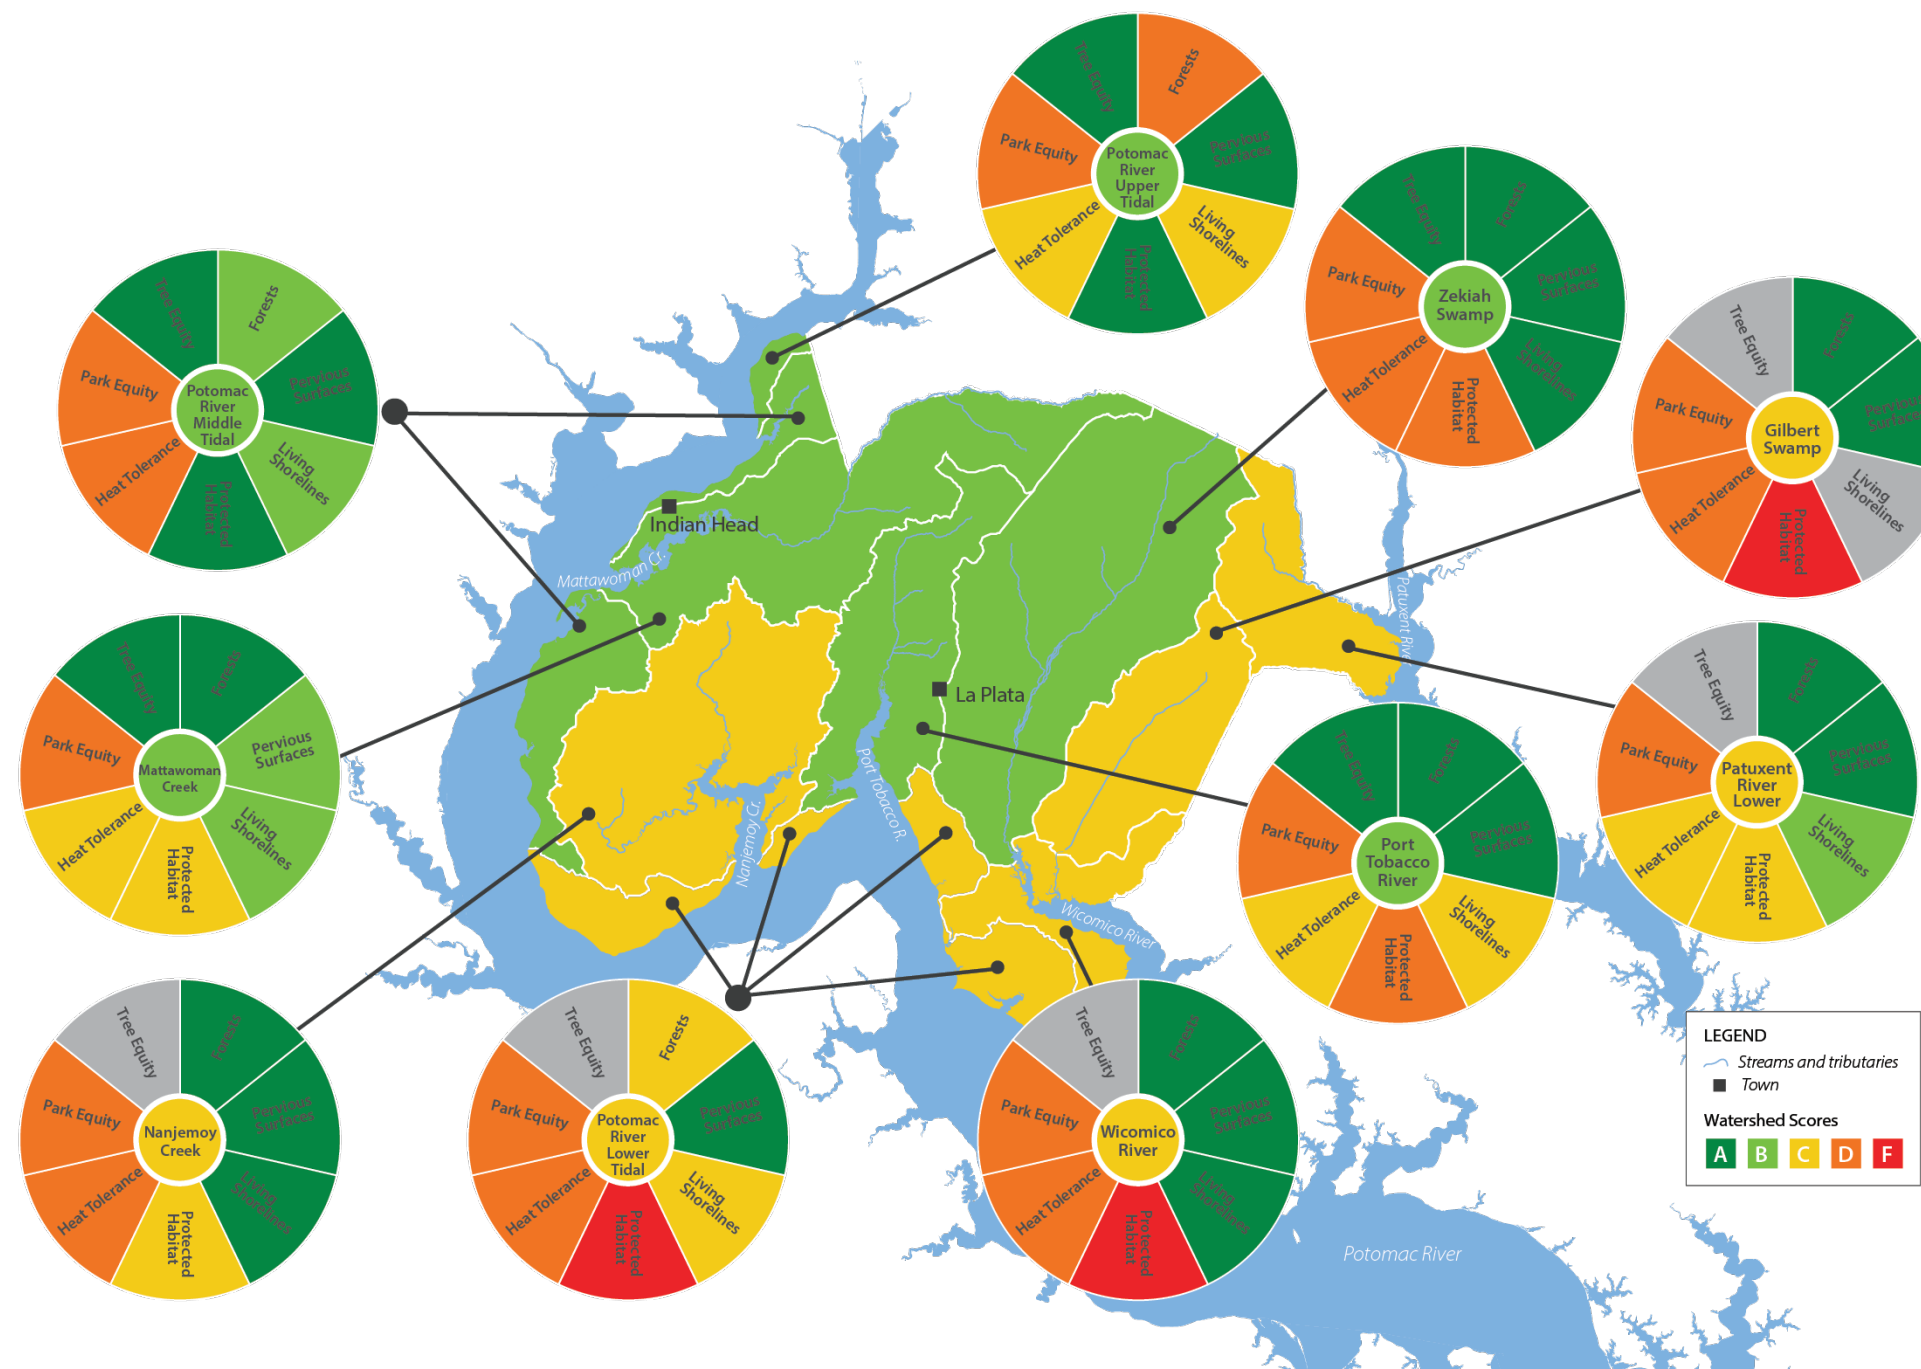 Tree Equity
Forests
Park Equity
Pervious
Surfaces
Potomac
River
Upper
Tidal
Heat Tolerance
Living
Shorelines
Protected
Habitat
Tree Equity
Forests
Park Equity
Pervious
Surfaces
Zekiah
Swamp
Heat Tolerance
Living
Shorelines
Protected
Habitat
Tree Equity
Forests
Park Equity
Pervious
Surfaces
Potomac
River
Middle
Tidal
Heat Tolerance
Living
Shorelines
Protected
Habitat
Tree Equity
Forests
Park Equity
Pervious
Surfaces
Gilbert
Swamp
Heat Tolerance
Living
Shorelines
Protected
Habitat
Indian Head
Mattawoman Cr.
Patuxent River
La Plata
Port Tobacco R.
Nanjemoy Cr.
Wicomico River
Tree Equity
Forests
Park Equity
Pervious
Surfaces
Mattawoman
Creek
Heat Tolerance
Living
Shorelines
Protected
Habitat
Tree Equity
Forests
Park Equity
Pervious
Surfaces
Patuxent
River
Lower
Heat Tolerance
Living
Shorelines
Protected
Habitat
Tree Equity
Forests
Park Equity
Pervious
Surfaces
Port
Tobacco
River
Heat Tolerance
Living
Shorelines
Protected
Habitat
Tree Equity
Forests
Park Equity
Pervious
Surfaces
Nanjemoy
Creek
Heat Tolerance
Living
Shorelines
Protected
Habitat
Tree Equity
Forests
Park Equity
Pervious
Surfaces
Potomac
River
Lower
Tidal
Heat Tolerance
Living
Shorelines
Protected
Habitat
Tree Equity
Forests
Park Equity
Pervious
Surfaces
Wicomico
River
Heat Tolerance
Living
Shorelines
Protected
Habitat
LEGEND
Streams and tributaries
Town
Watershed Scores
A B C D F
Potomac River